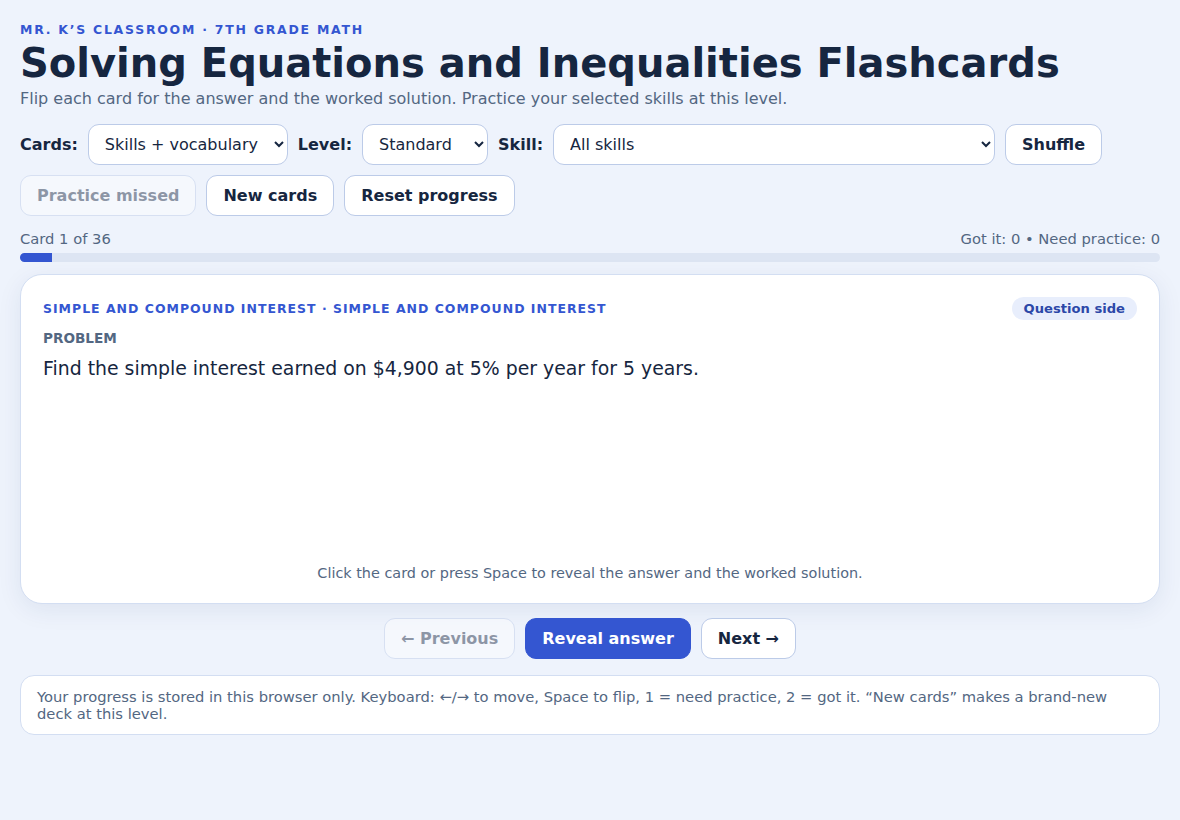 MR. K’S CLASSROOM · 7TH GRADE MATH
Solving Equations and Inequalities Flashcards
Flip each card for the answer and the worked solution. Practice your selected skills at this level.
Cards: Skills + vocabulary Level: Standard Skill: All skills Shuffle
Practice missed New cards Reset progress
Card 1 of 36 Got it: 0 • Need practice: 0
SIMPLE AND COMPOUND INTEREST · SIMPLE AND COMPOUND INTEREST Question side
PROBLEM
Find the simple interest earned on $4,900 at 5% per year for 5 years.
Click the card or press Space to reveal the answer and the worked solution.
← Previous Reveal answer Next →
Your progress is stored in this browser only. Keyboard: ←/→ to move, Space to flip, 1 = need practice, 2 = got it. “New cards” makes a brand-new
deck at this level.